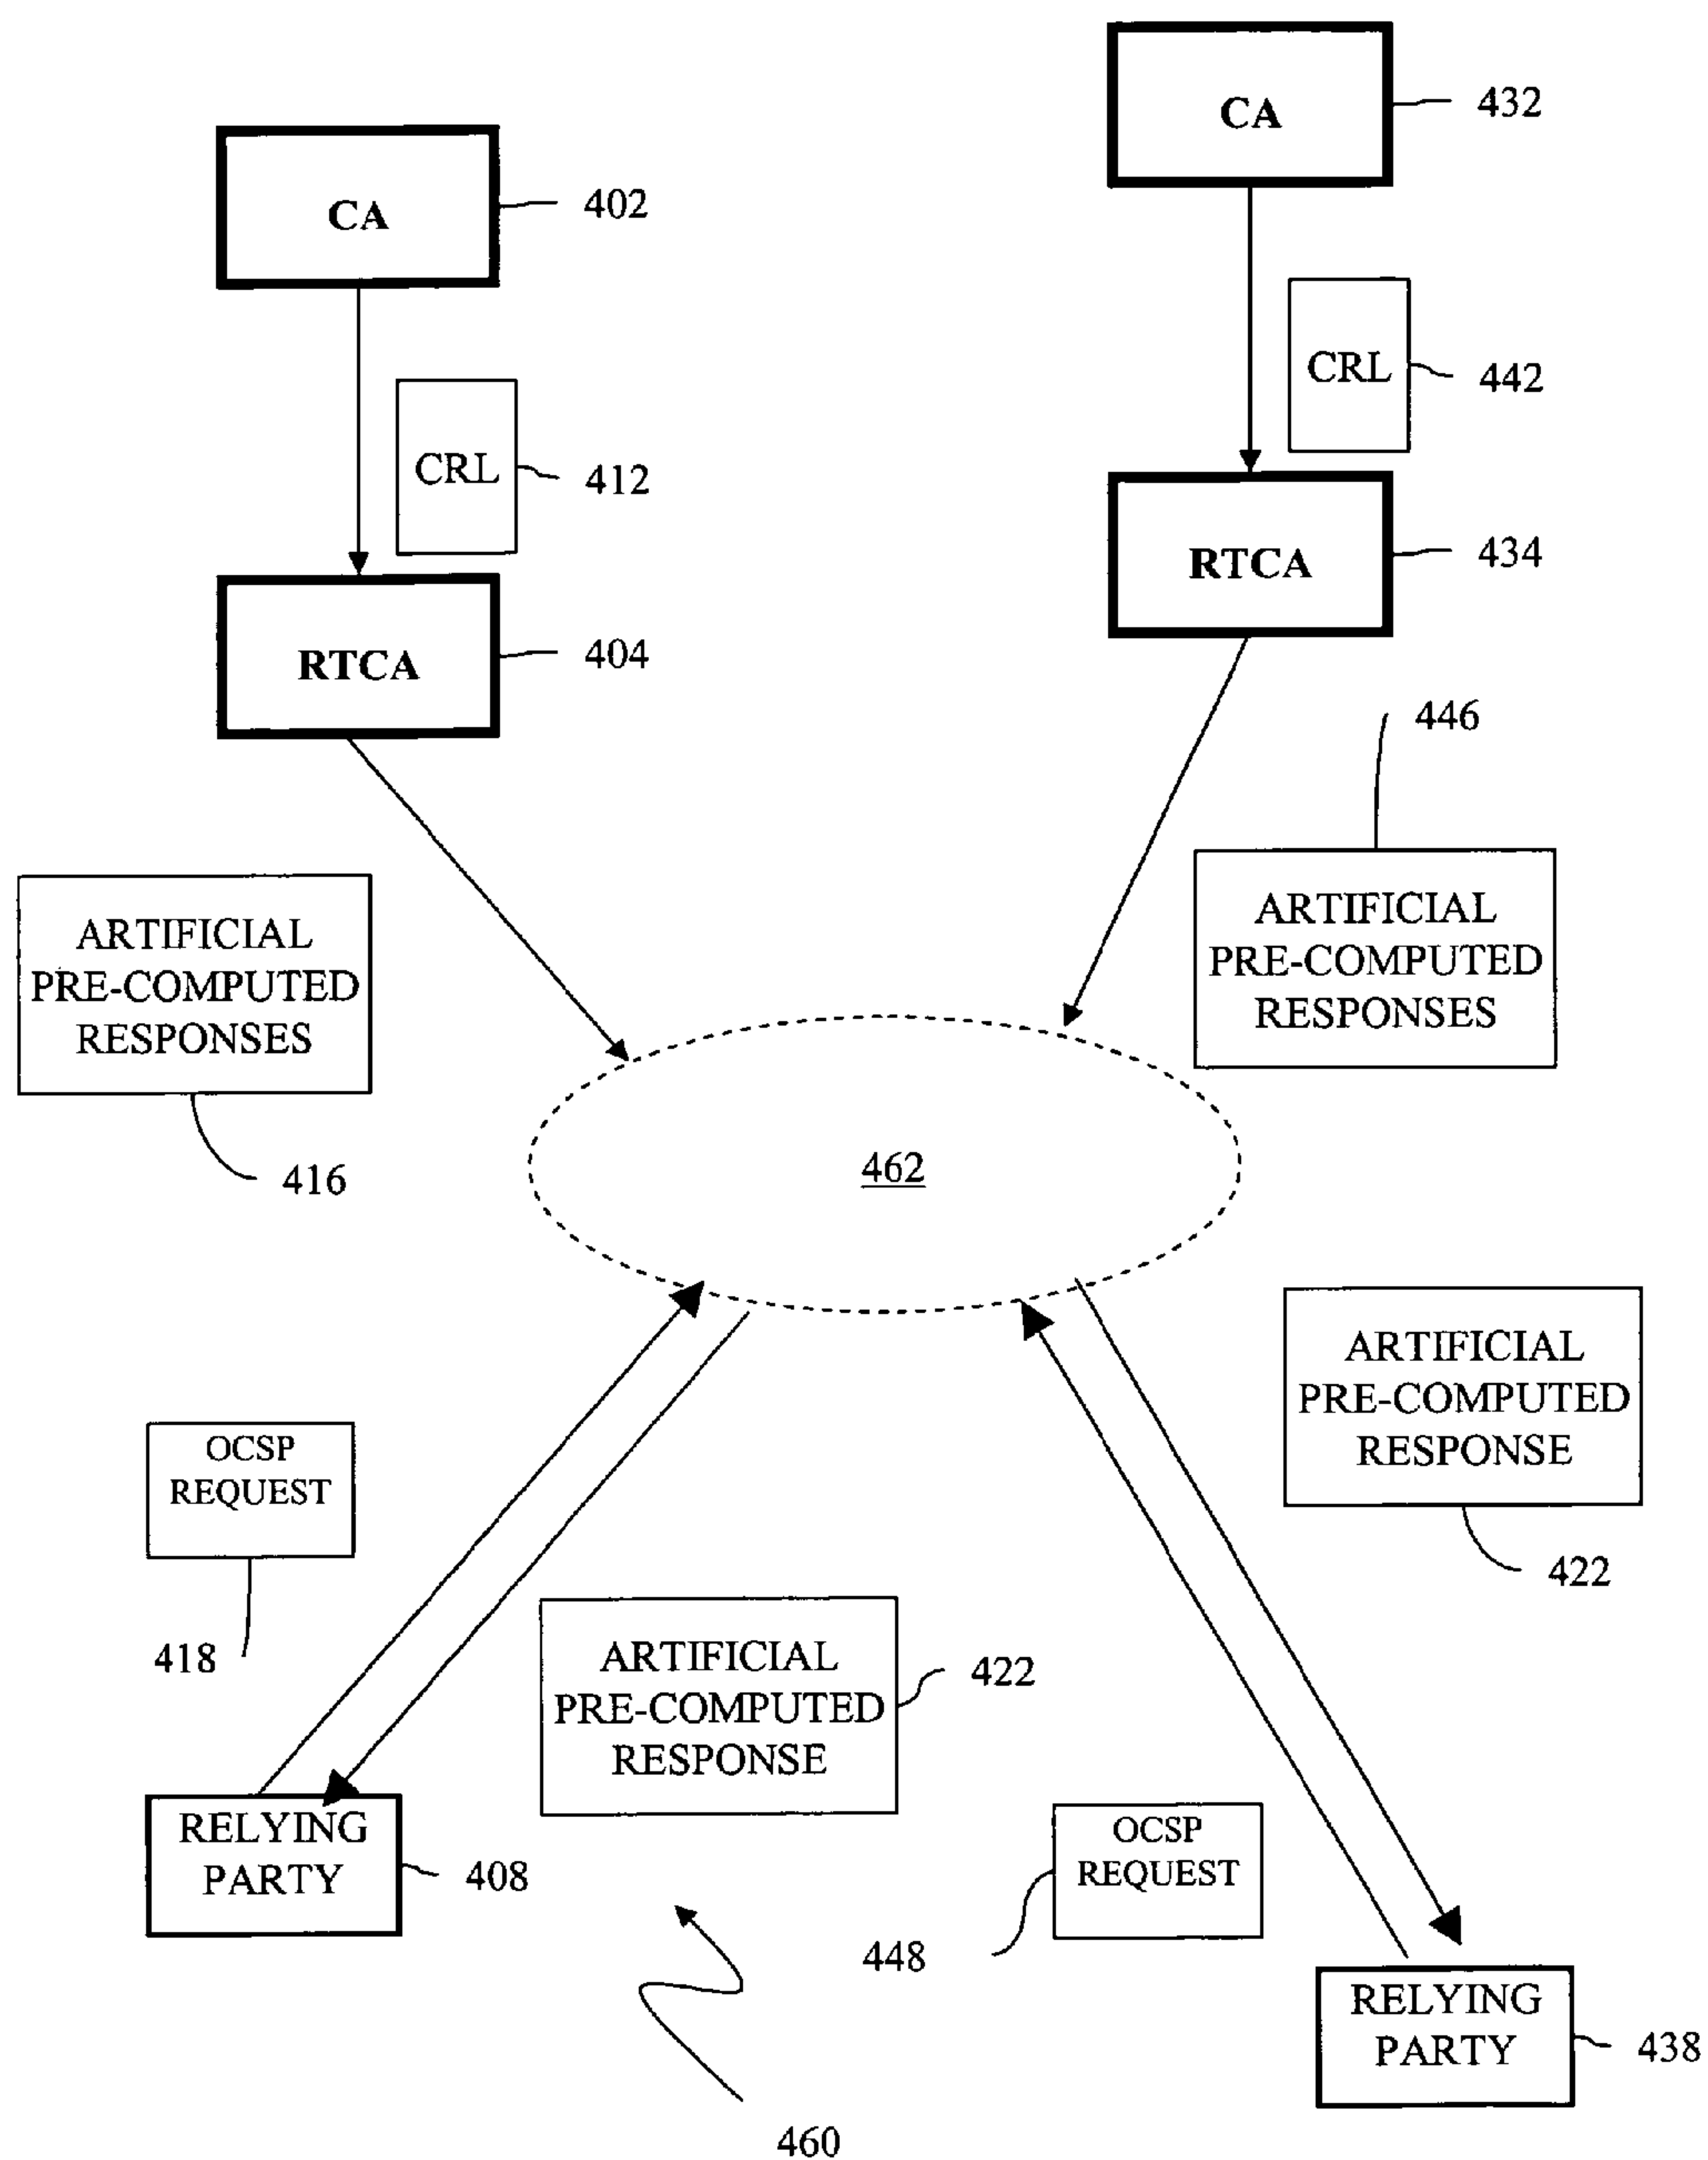 CA
432
CA
402
CRL
442
CRL
412
RTCA
434
RTCA
404
446
ARTIFICIAL
PRE-COMPUTED
RESPONSES
416
ARTIFICIAL
PRE-COMPUTED
RESPONSES
462
ARTIFICIAL
PRE-COMPUTED
RESPONSE
422
OCSP
REQUEST
418
ARTIFICIAL
PRE-COMPUTED
RESPONSE
422
RELYING
PARTY
408
OCSP
REQUEST
448
RELYING
PARTY
438
460